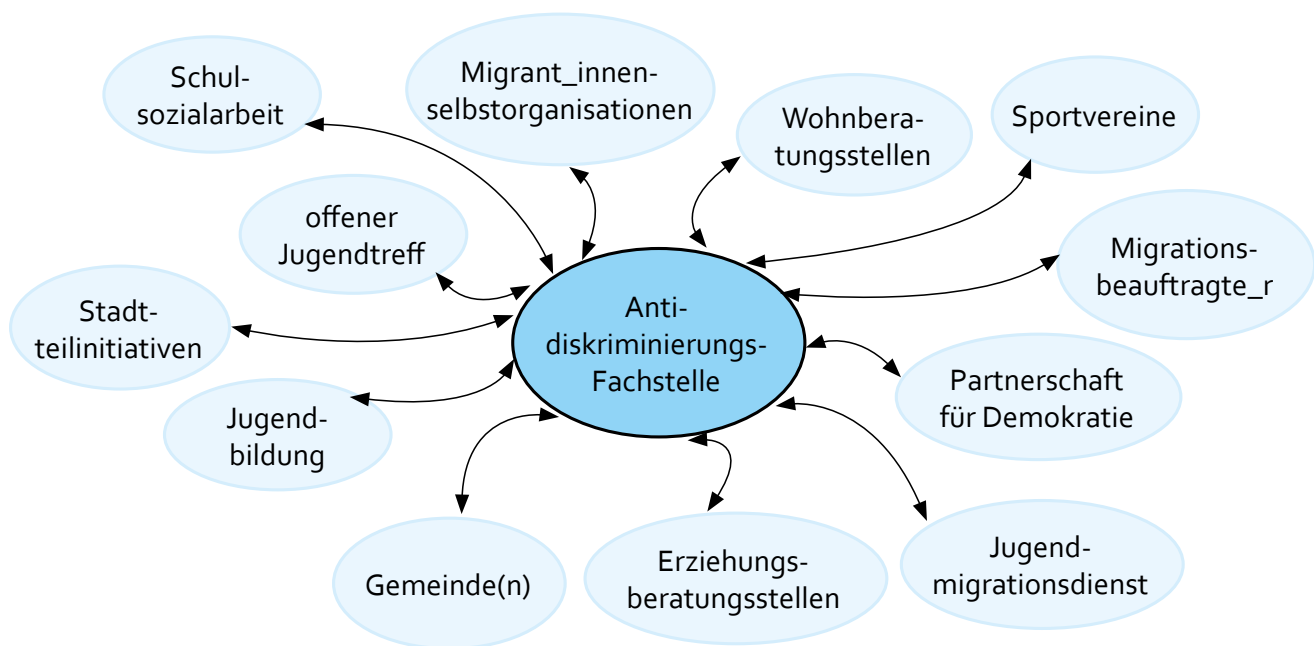 Schul-
sozialarbeit
Migrant_innen-
selbstorganisationen
Wohnbera-
tungsstellen
Sportvereine
offener
Jugendtreff
Migrations-
beauftragte_r
Stadt-
teilinitiativen
Anti-
diskriminierungs-
Fachstelle
Partnerschaft
für Demokratie
Jugend-
bildung
Gemeinde(n)
Erziehungs-
beratungsstellen
Jugend-
migrationsdienst